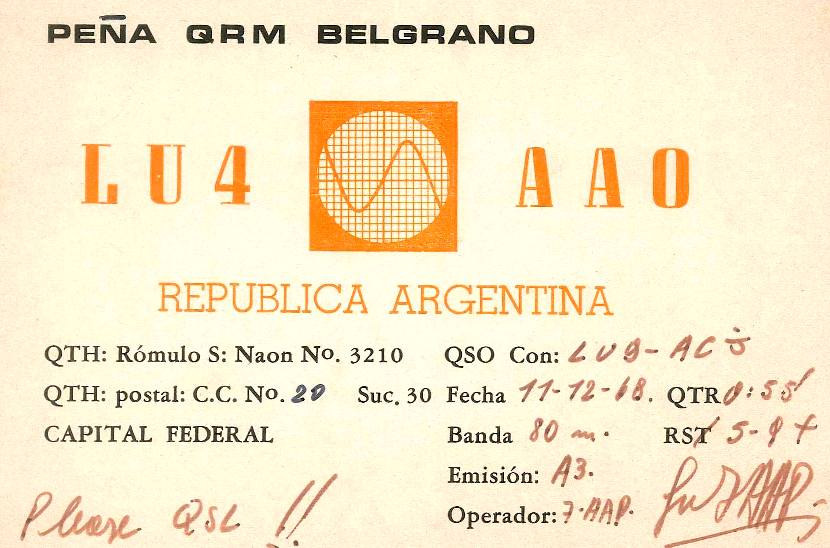 PEÑA QRM BELGRANO
LU4 AAO
REPUBLICA ARGENTINA
QTH: Rómulo S: Naon No. 3210
QTH: postal: C.C. No. 20 Suc. 30
CAPITAL FEDERAL
QSO Con: LU9-ACJ
Fecha 11-12-68. QTR 0:55
Banda 80 m.
RST 5-9+
Emisión: A3.
Operador: 7-AAP.
Please QSL !!